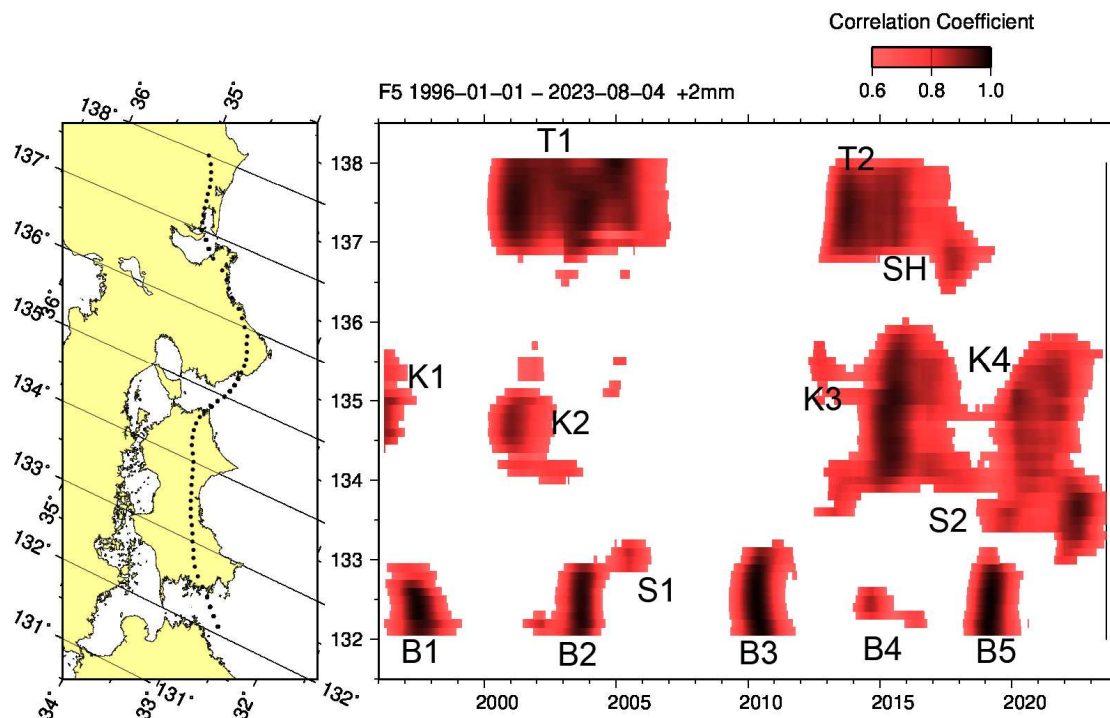 Correlation Coefficient
0.6 0.8 1.0
F5 1996−01−01 − 2023−08−04 +2mm
36° 35°
138°
137°
136°
36°
135°
134°
133°
35°
132°
131°
34° 33° 131° 32° 132°
138
137
136
135
134
133
132
T1 T2
SH
K1 K2 K3 K4
S1 S2
B1 B2 B3 B4 B5
2000 2005 2010 2015 2020